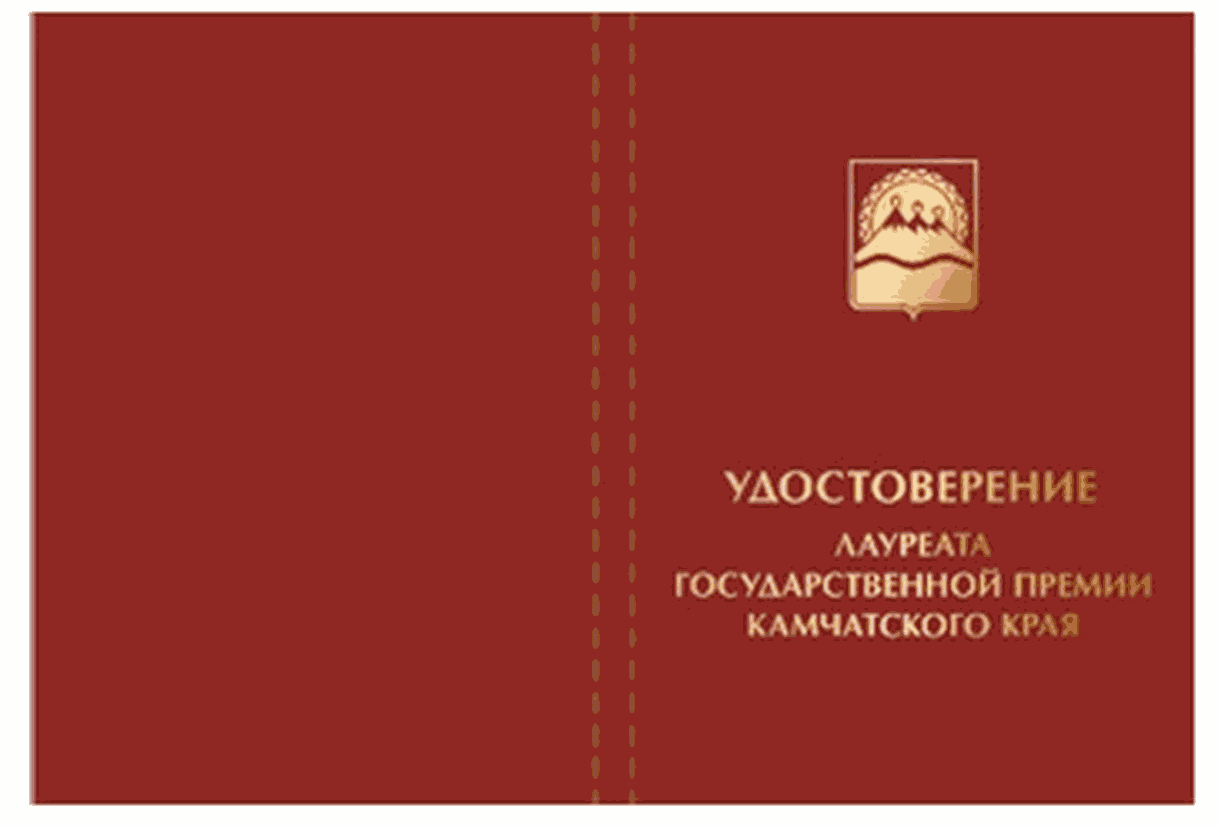 УДОСТОВЕРЕНИЕ
ЛАУРЕАТА
ГОСУДАРСТВЕННОЙ ПРЕМИИ
КАМЧАТСКОГО КРАЯ